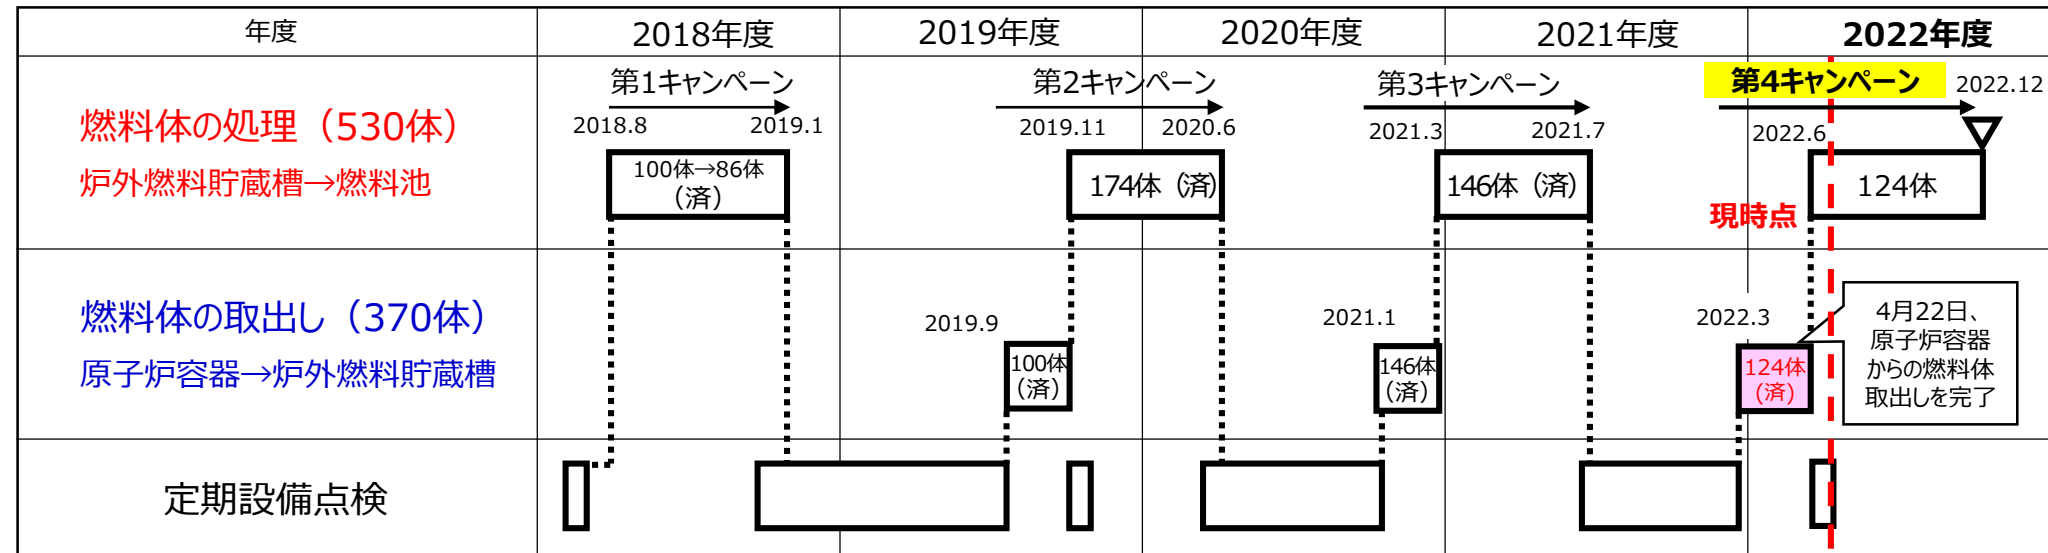 年度
2018年度
2019年度
2020年度
2021年度
2022年度
燃料体の処理（530体）
炉外燃料貯蔵槽→燃料池
第1キャンペーン
2018.8
2019.1
100体→86体
（済）
第2キャンペーン
2019.11
2020.6
174体（済）
第3キャンペーン
2021.3
2021.7
146体（済）
第4キャンペーン
2022.12
2022.6
124体
現時点
燃料体の取出し（370体）
原子炉容器→炉外燃料貯蔵槽
2019.9
100体
（済）
2021.1
146体
（済）
2022.3
124体
（済）
4月22日、
原子炉容器
からの燃料体
取出しを完了
定期設備点検